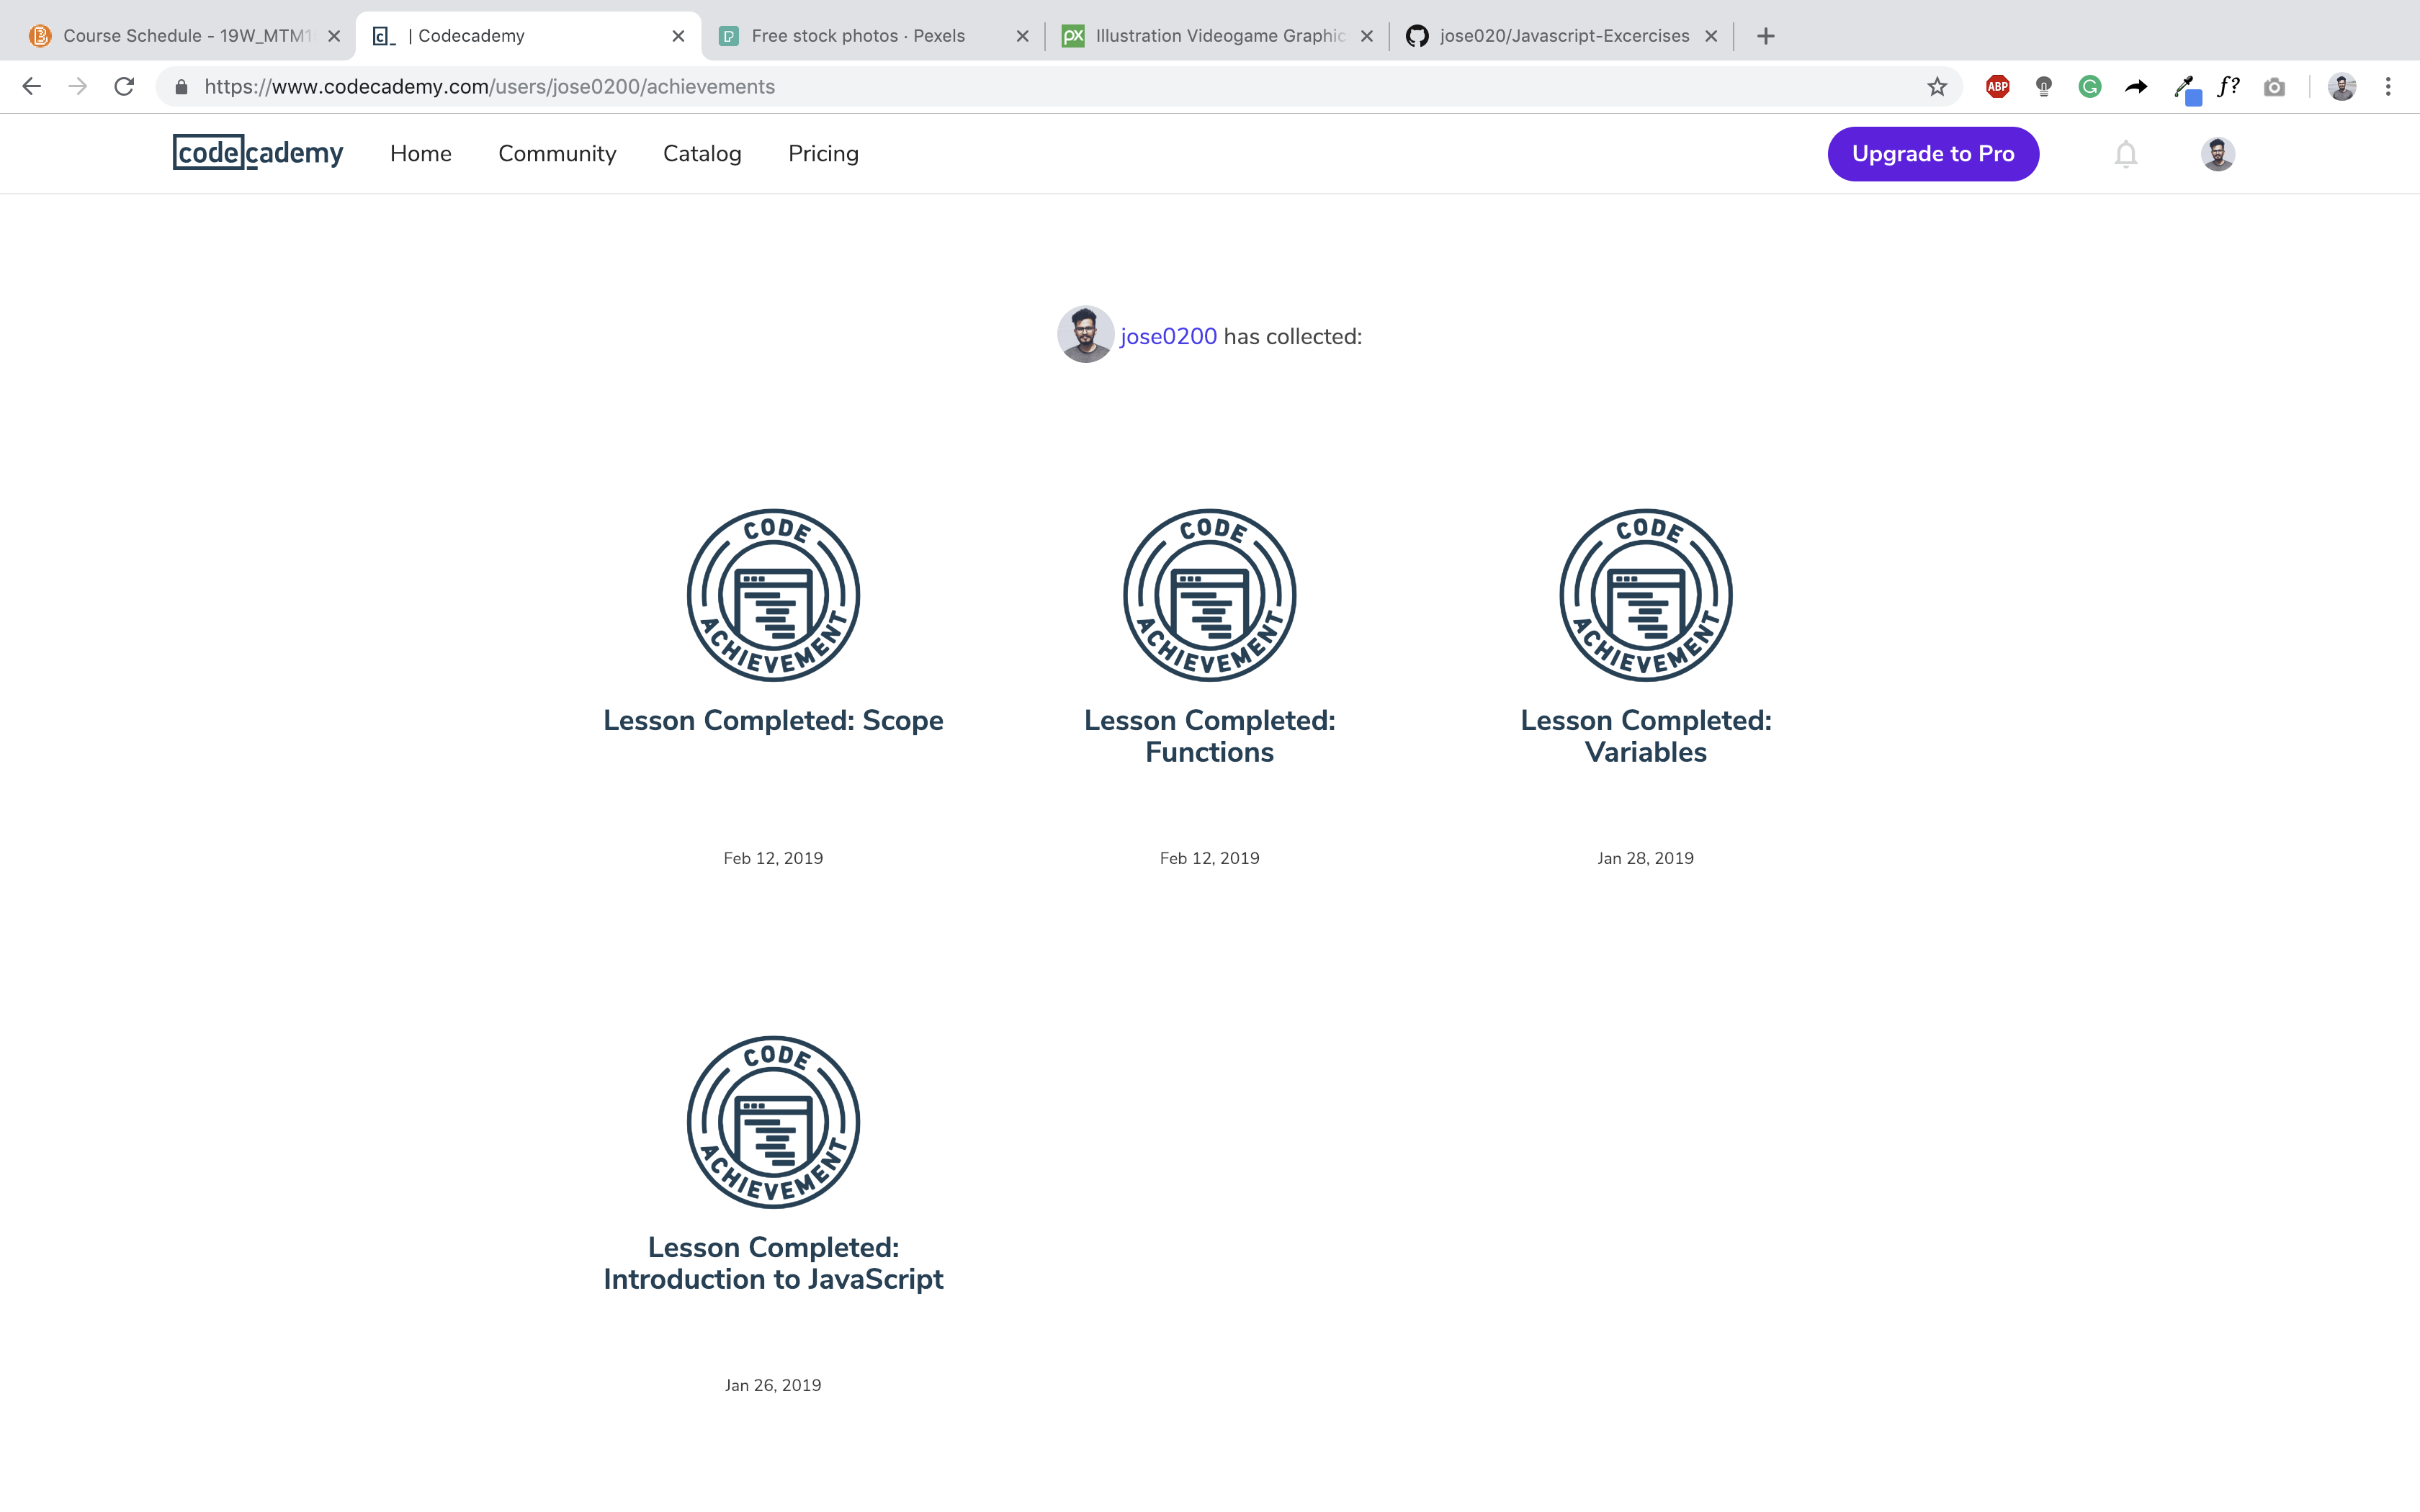 Course Schedule - 19W_MTM1
| Codecademy
Free stock photos · Pexels
Illustration Videogame Graphic
jose020/Javascript-Excercises
https://www.codecademy.com/users/jose0200/achievements
ABP
f?
codecademy
Home
Community
Catalog
Pricing
Upgrade to Pro
jose0200 has collected:
CODE
ACHIEVEMENT
CODE
ACHIEVEMENT
CODE
ACHIEVEMENT
Lesson Completed: Scope
Lesson Completed:
Functions
Lesson Completed:
Variables
Feb 12, 2019
Feb 12, 2019
Jan 28, 2019
CODE
ACHIEVEMENT
Lesson Completed:
Introduction to JavaScript
Jan 26, 2019